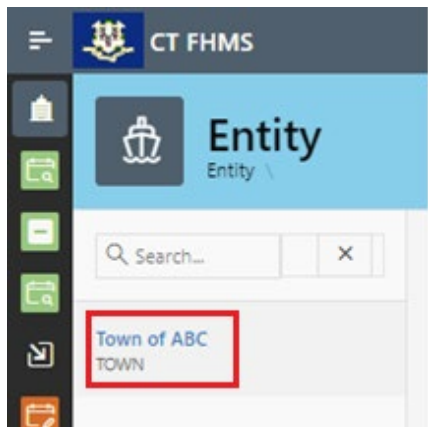 CT FHMS
Entity
Entity \
Search...
Town of ABC
TOWN